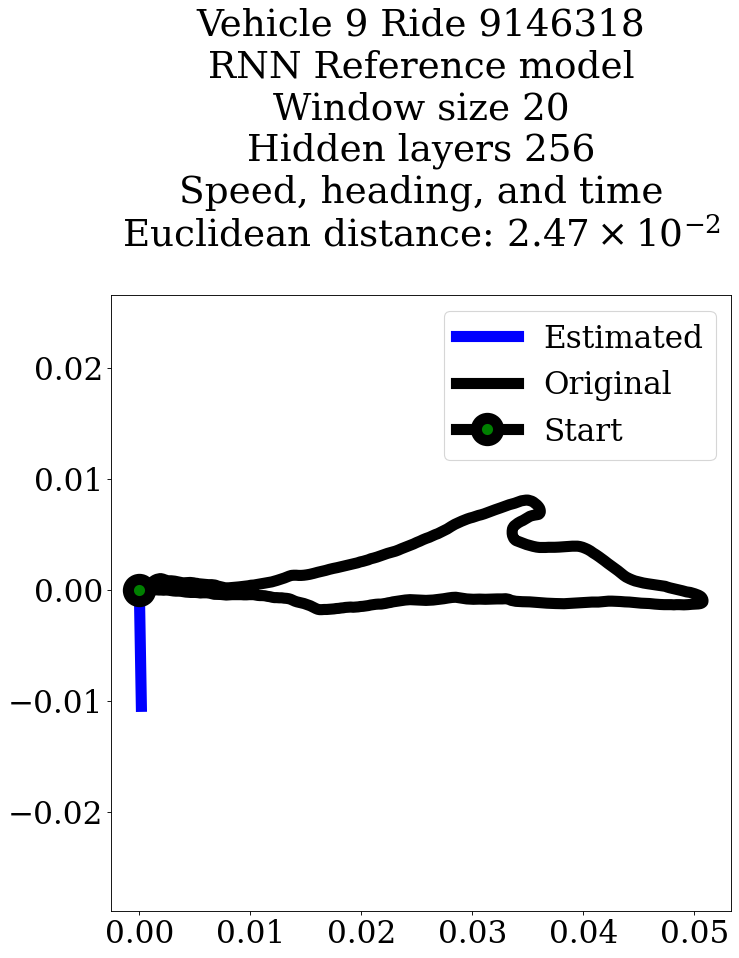 Vehicle 9 Ride 9146318
RNN Reference model
Window size 20
Hidden layers 256
Speed, heading, and time
Euclidean distance: 2.47 × 10⁻²
Estimated
Original
Start
0.02
0.01
0.00
−0.01
−0.02
0.00 0.01 0.02 0.03 0.04 0.05